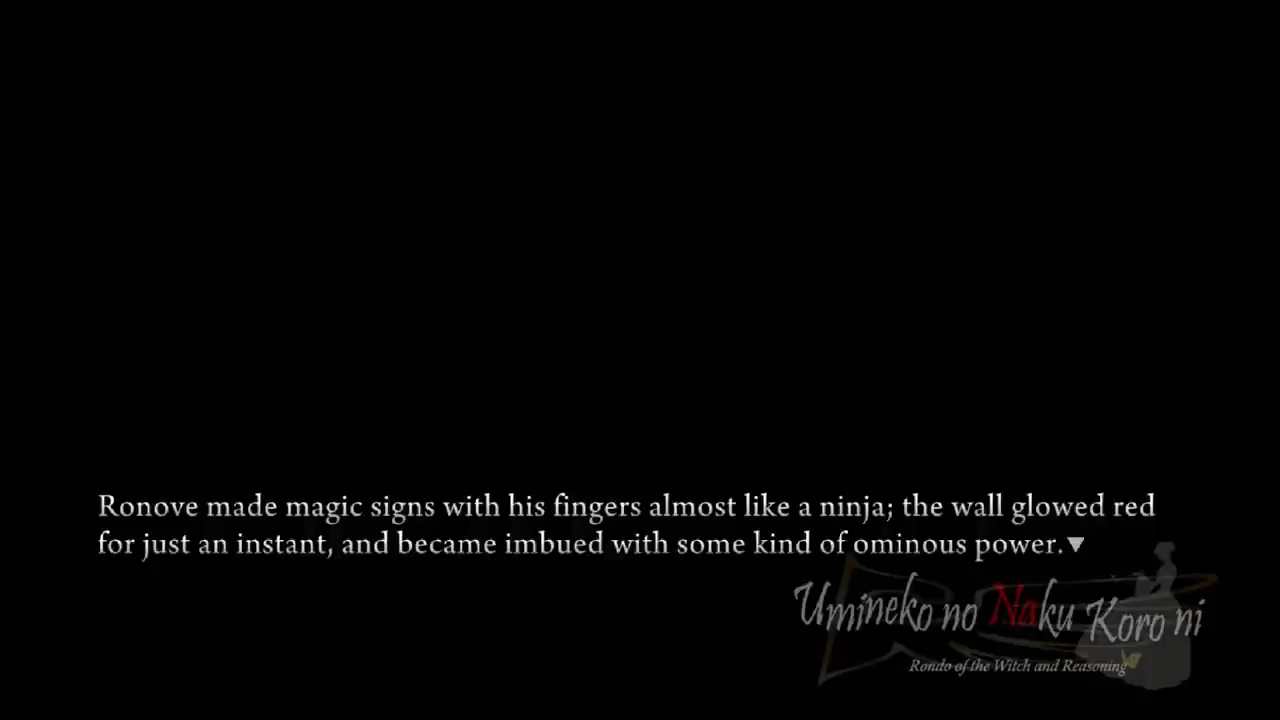 Ronove made magic signs with his fingers almost like a ninja; the wall glowed red
for just an instant, and became imbued with some kind of ominous power.▼
Umineko no Naku Koro ni
Rondo of the Witch and Reasoning